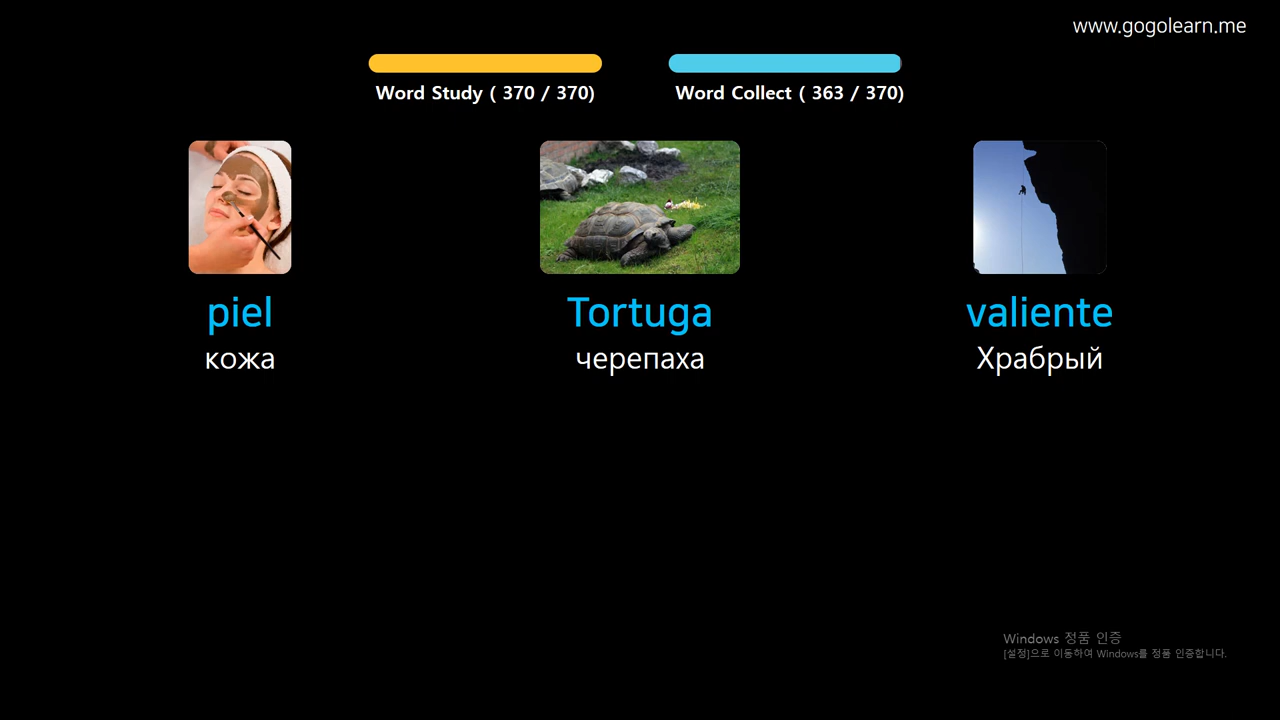 www.gogolearn.me
Word Study ( 370 / 370)
Word Collect ( 363 / 370)
piel
кожа
Tortuga
черепаха
valiente
Храбрый
Windows 정품 인증
[설정]으로 이동하여 Windows를 정품 인증합니다.